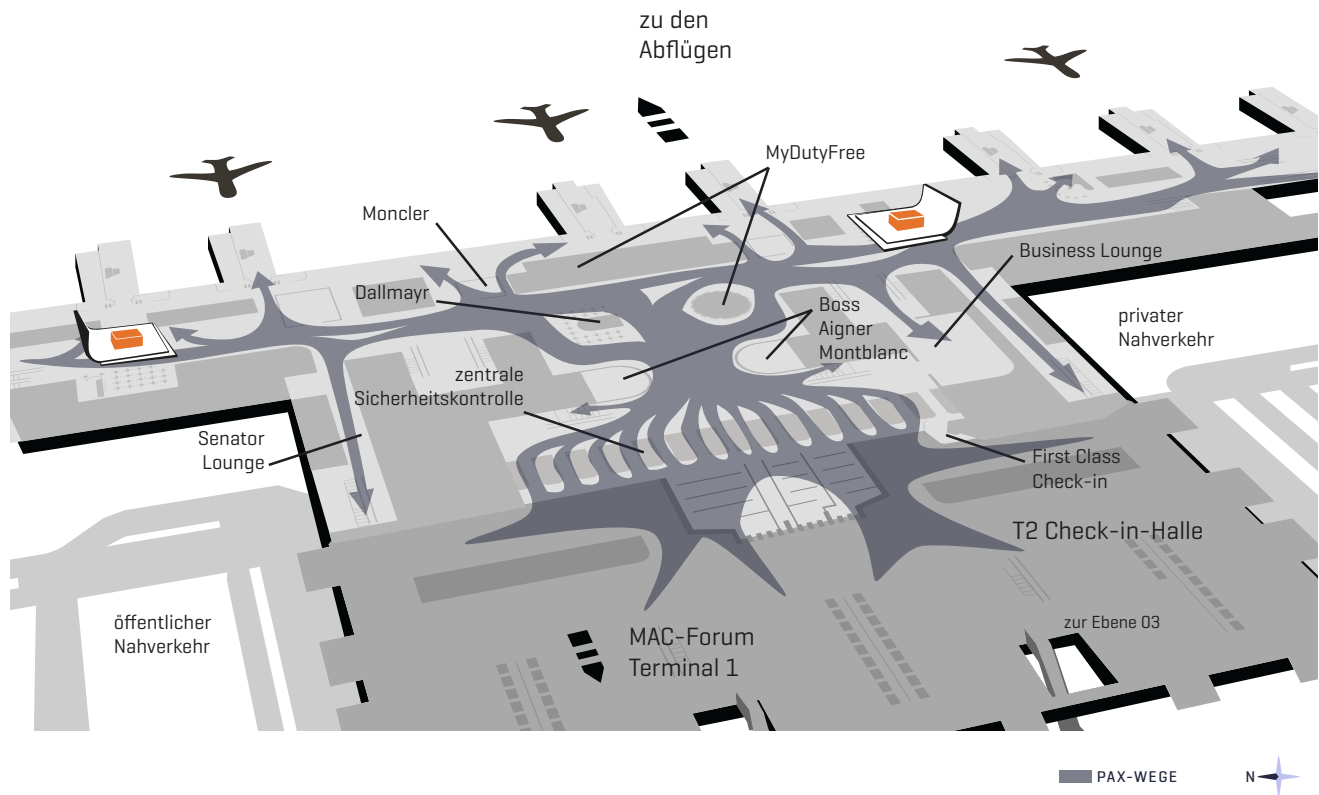 zu den
Abflügen
MyDutyFree
Moncler
Business Lounge
Dallmayr
Boss
Aigner
Montblanc
privater
Nahverkehr
zentrale
Sicherheitskontrolle
Senator
Lounge
First Class
Check-in
T2 Check-in-Halle
öffentlicher
Nahverkehr
zur Ebene 03
MAC-Forum
Terminal 1
PAX-WEGE
N